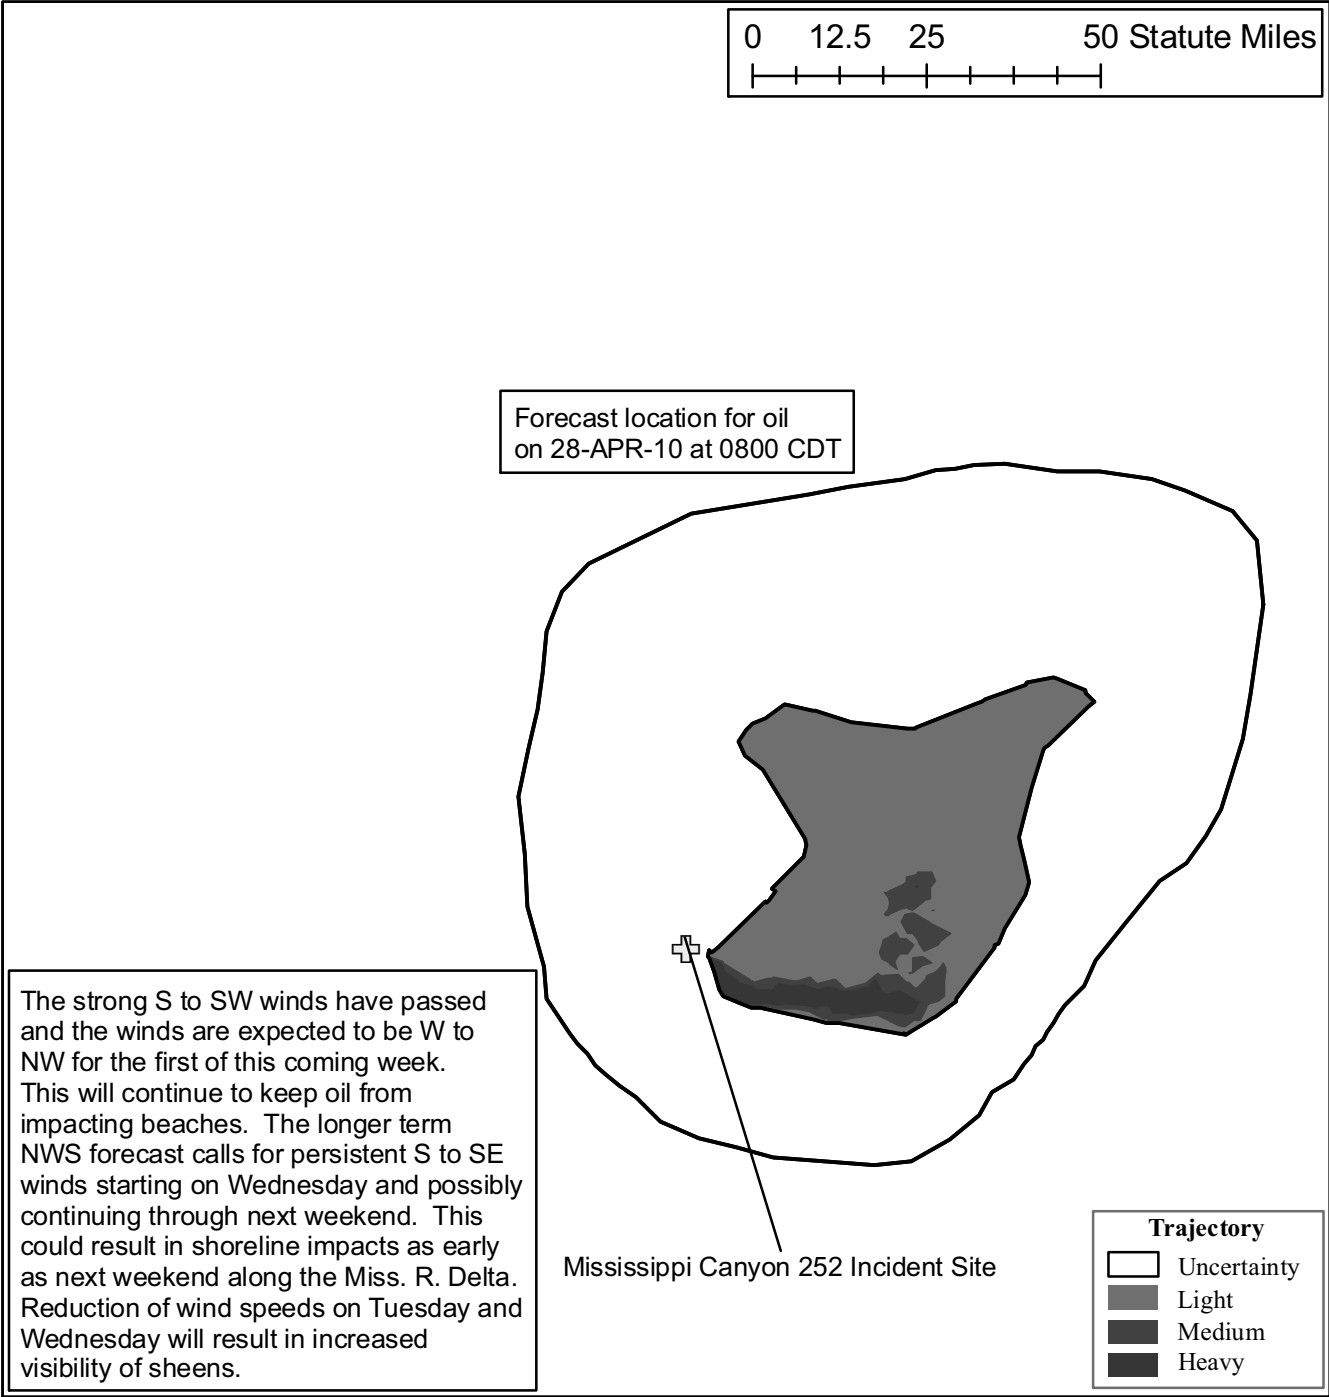 0 12.5 25 50 Statute Miles
Forecast location for oil
on 28-APR-10 at 0800 CDT
The strong S to SW winds have passed
and the winds are expected to be W to
NW for the first of this coming week.
This will continue to keep oil from
impacting beaches. The longer term
NWS forecast calls for persistent S to SE
winds starting on Wednesday and possibly
continuing through next weekend. This
could result in shoreline impacts as early
as next weekend along the Miss. R. Delta.
Reduction of wind speeds on Tuesday and
Wednesday will result in increased
visibility of sheens.
Mississippi Canyon 252 Incident Site
Trajectory
Uncertainty
Light
Medium
Heavy